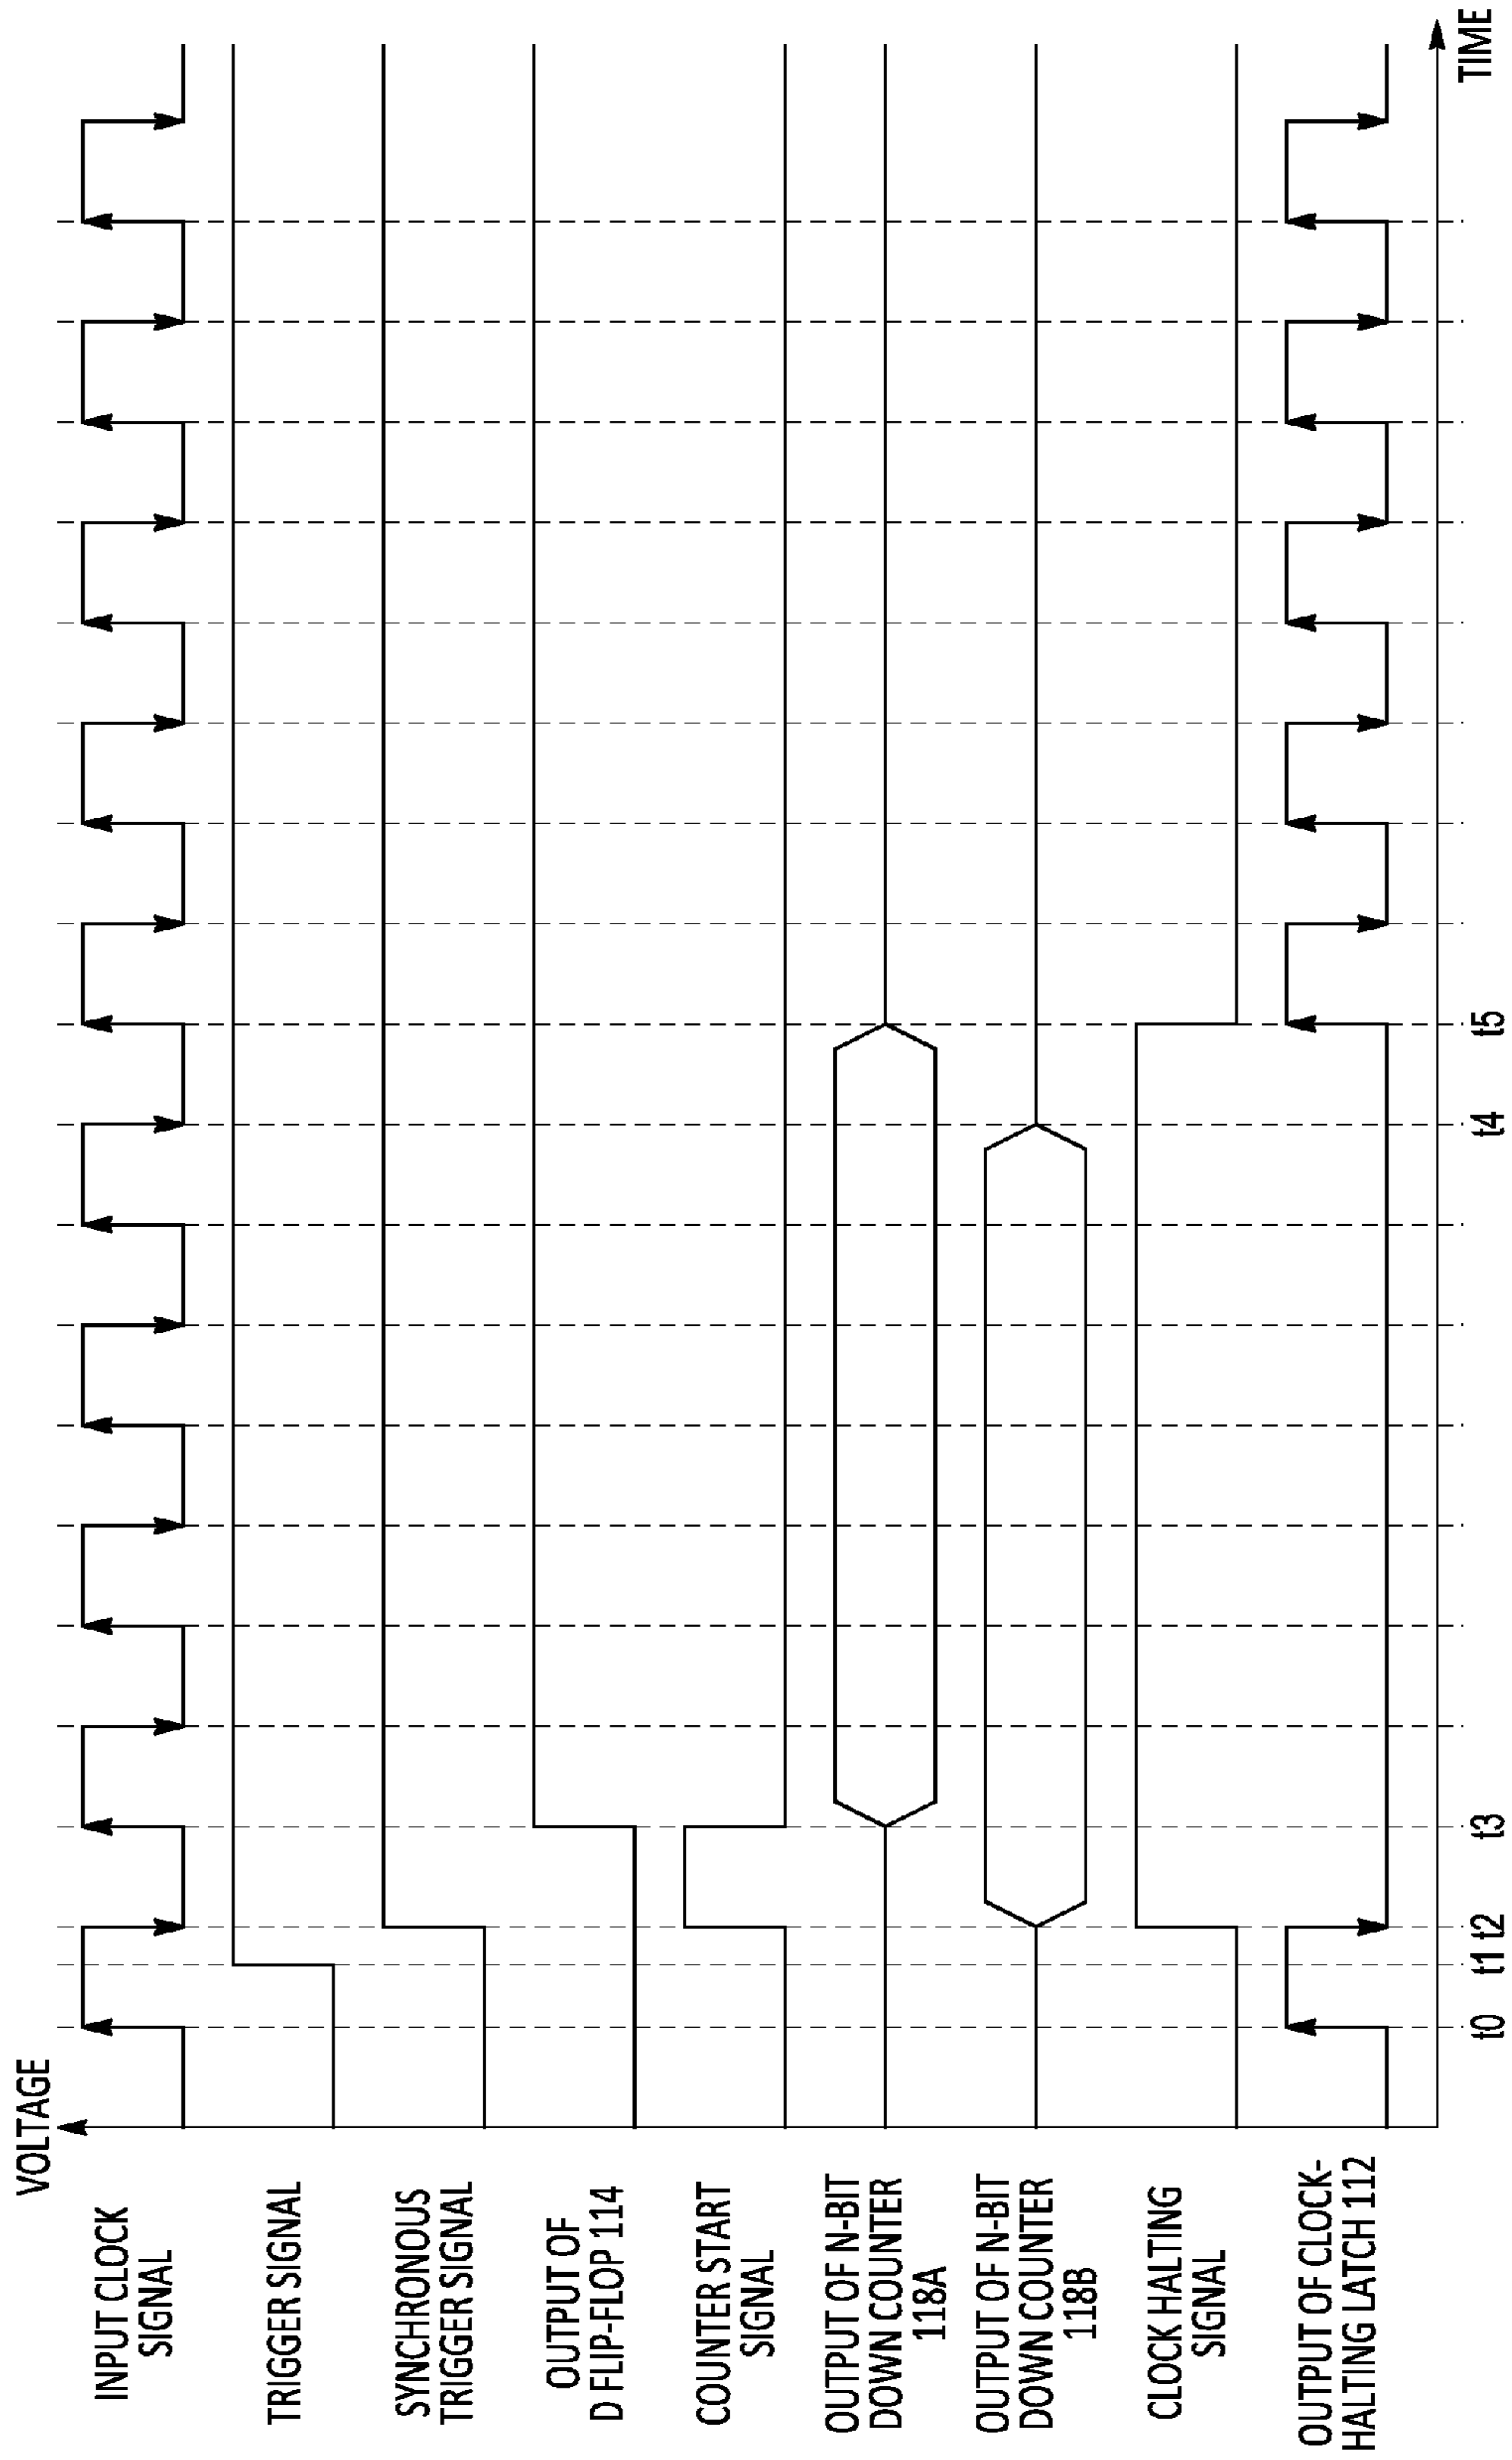 VOLTAGE
INPUT CLOCK
SIGNAL
TRIGGER SIGNAL
SYNCHRONOUS
TRIGGER SIGNAL
OUTPUT OF
D FLIP-FLOP 114
COUNTER START
SIGNAL
OUTPUT OF N-BIT
DOWN COUNTER
118A
OUTPUT OF N-BIT
DOWN COUNTER
118B
CLOCK HALTING
SIGNAL
OUTPUT OF CLOCK-
HALTING LATCH 112
t0 t1 t2 t3 t4 t5
TIME